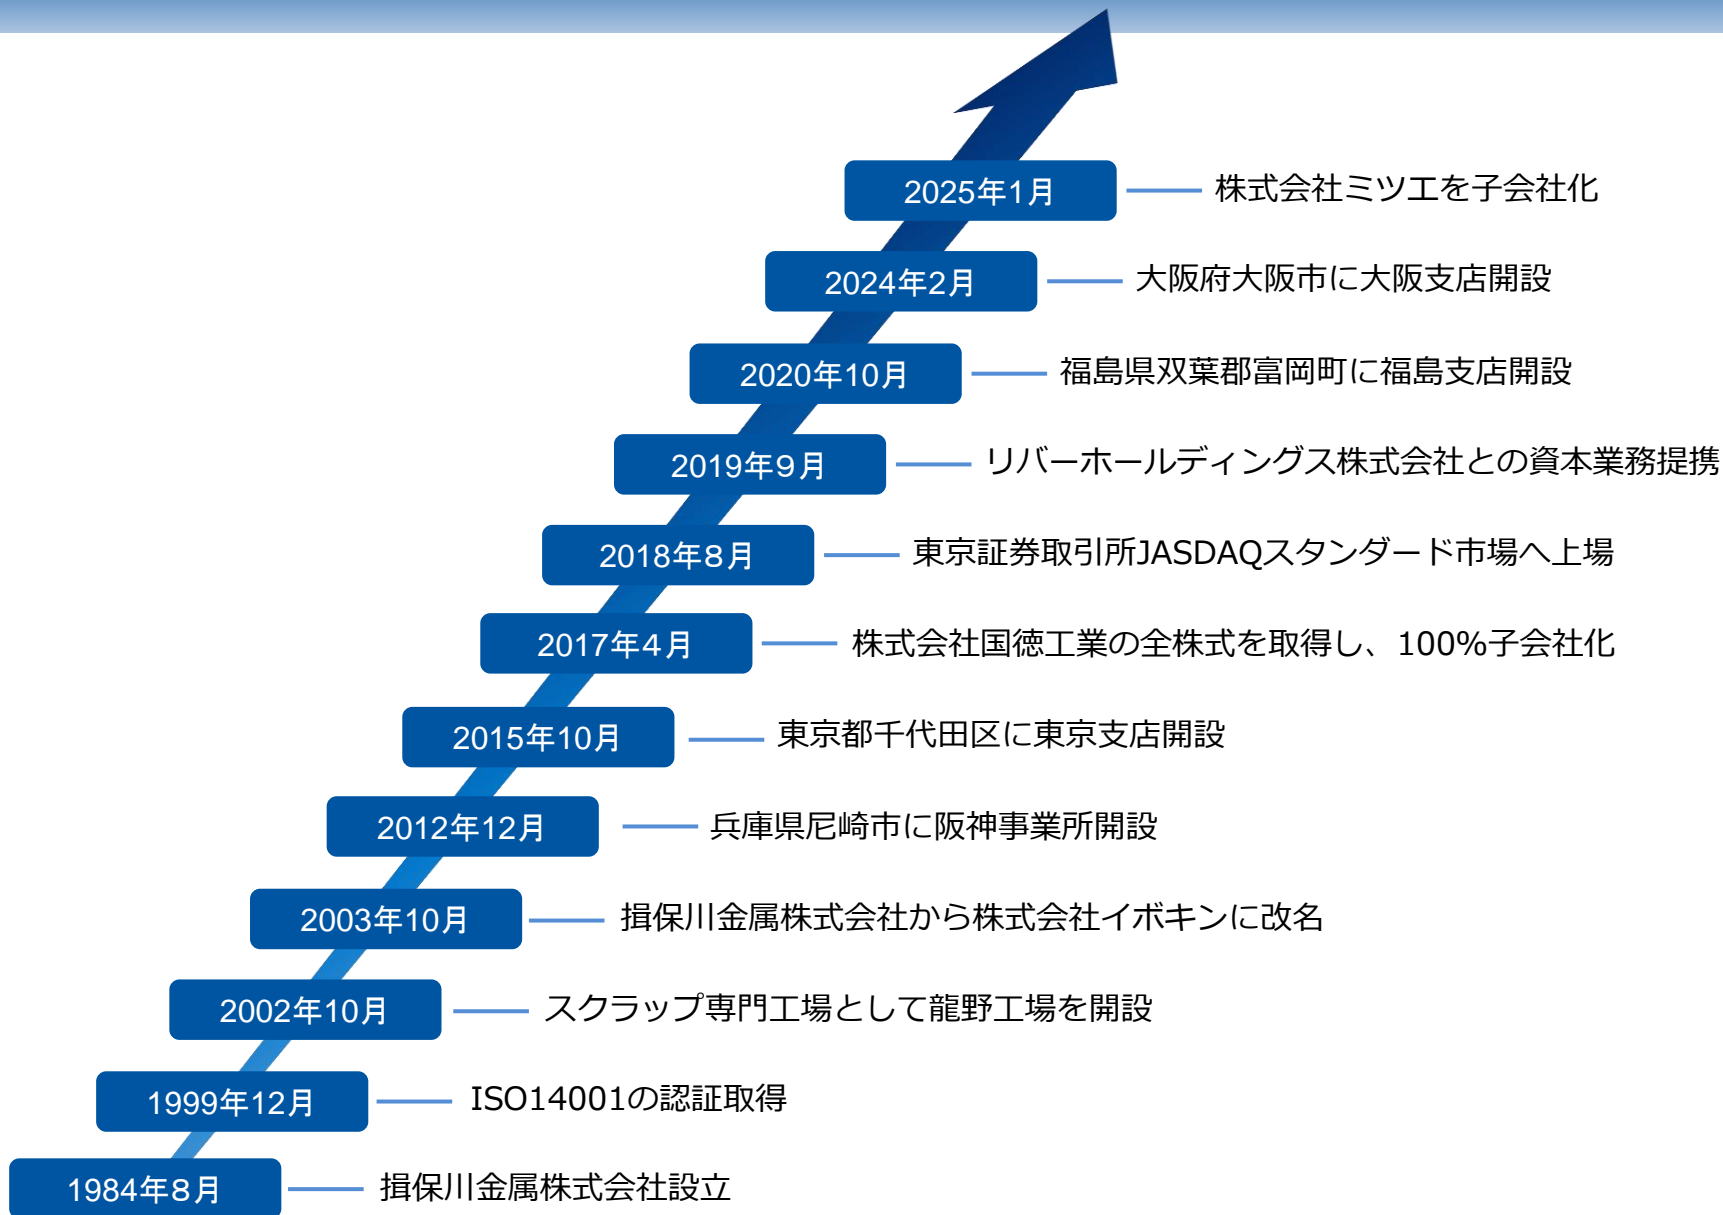 2025年1月 株式会社ミツエを子会社化
2024年2月 大阪府大阪市に大阪支店開設
2020年10月 福島県双葉郡富岡町に福島支店開設
2019年９月 リバーホールディングス株式会社との資本業務提携
2018年８月 東京証券取引所JASDAQスタンダード市場へ上場
2017年４月 株式会社国徳工業の全株式を取得し、100%子会社化
2015年10月 東京都千代田区に東京支店開設
2012年12月 兵庫県尼崎市に阪神事業所開設
2003年10月 揖保川金属株式会社から株式会社イボキンに改名
2002年10月 スクラップ専門工場として龍野工場を開設
1999年12月 ISO14001の認証取得
1984年８月 揖保川金属株式会社設立